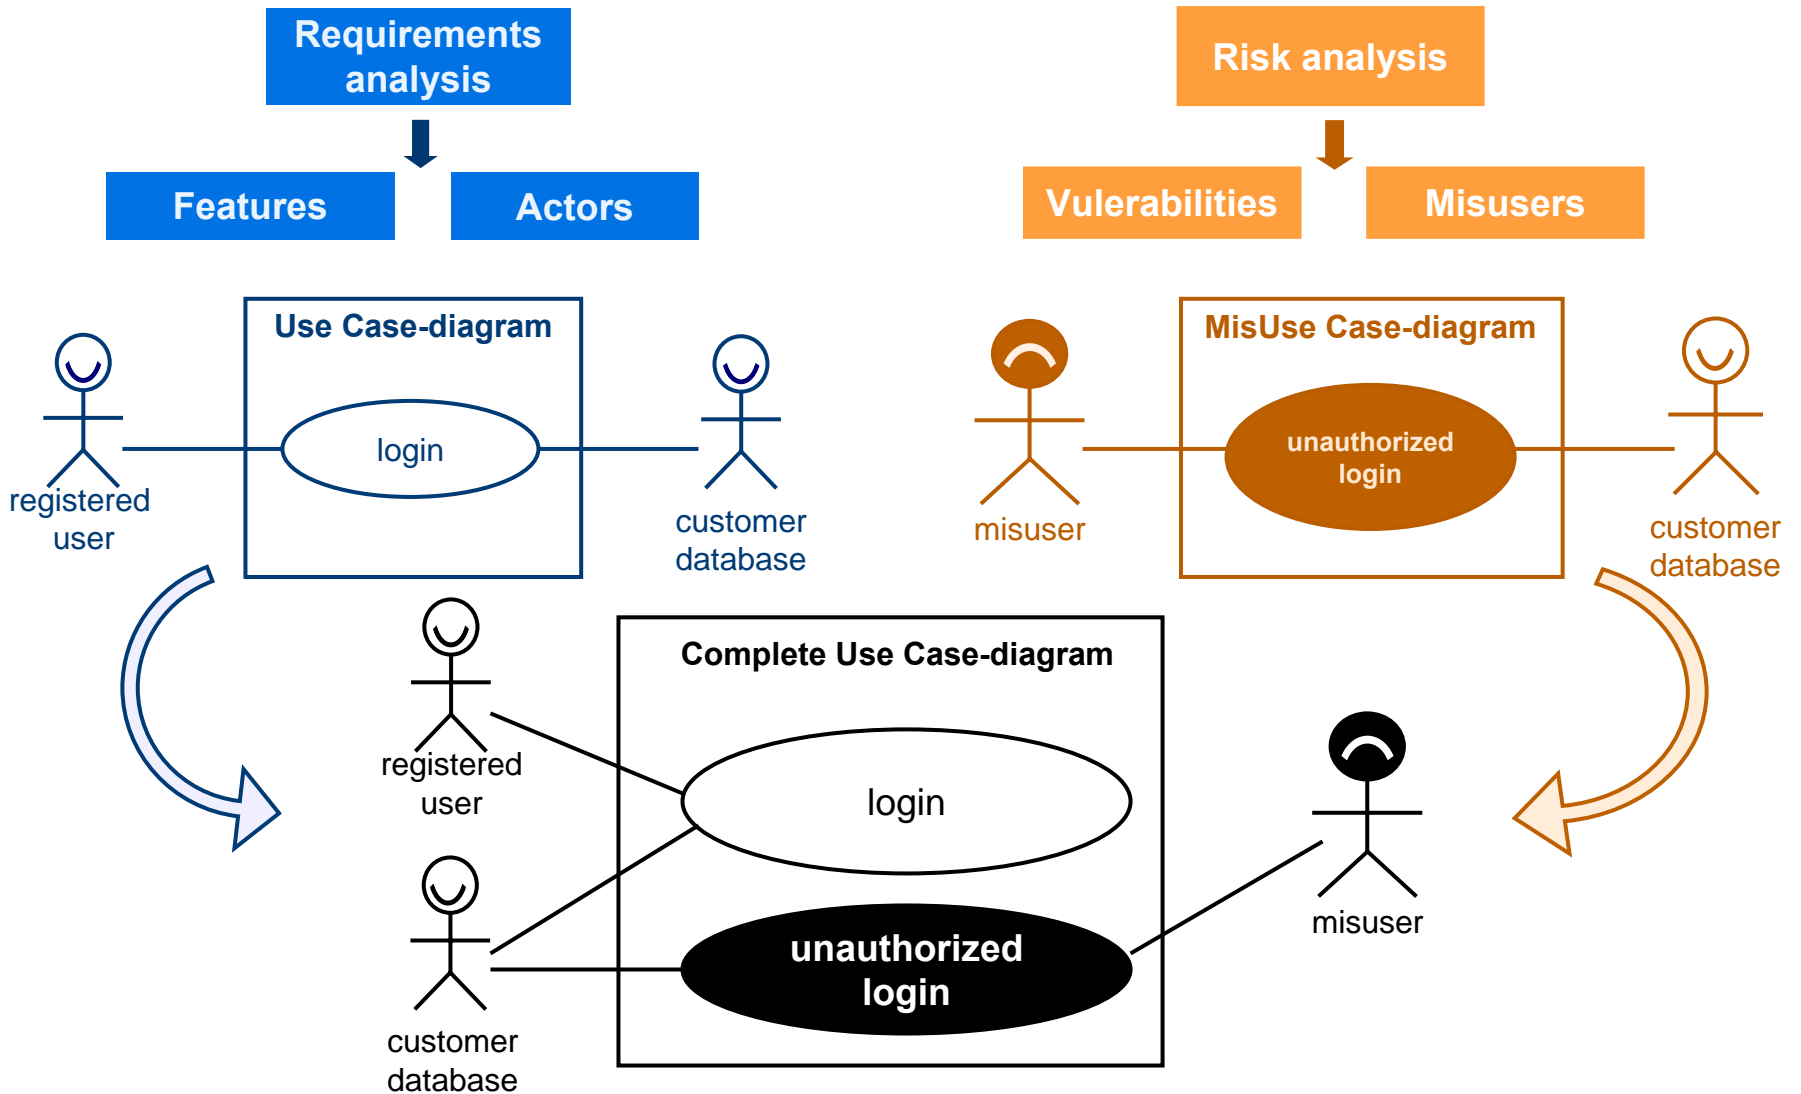 Requirements
analysis
Risk analysis
Features
Actors
Vulerabilities
Misusers
Use Case-diagram
login
registered
user
customer
database
MisUse Case-diagram
unauthorized
login
misuser
customer
database
Complete Use Case-diagram
registered
user
login
unauthorized
login
customer
database
misuser